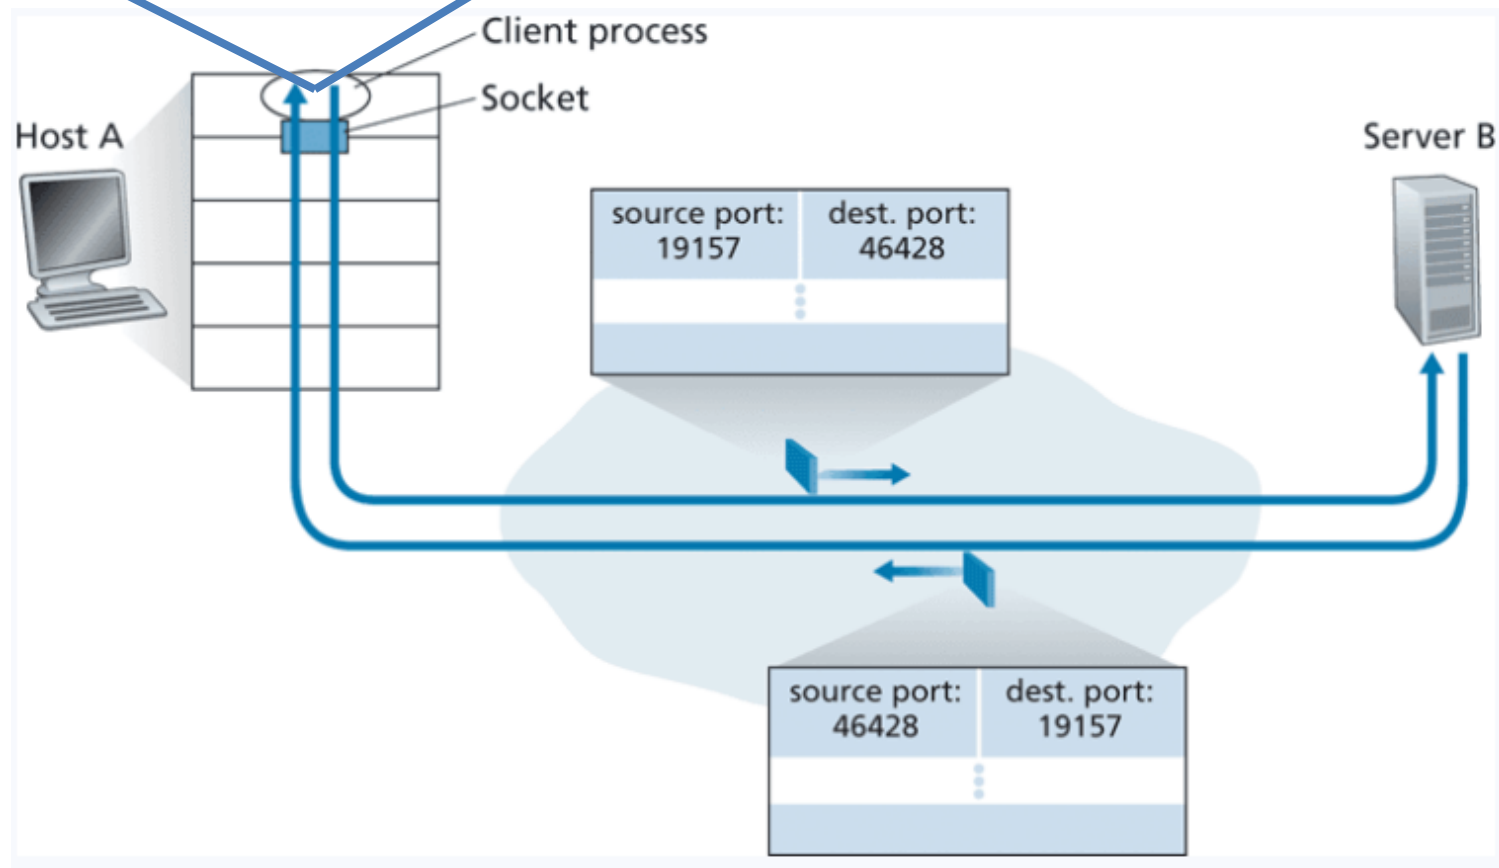 Client process
Socket
Host A
Server B
source port:
19157
dest. port:
46428
source port:
46428
dest. port:
19157